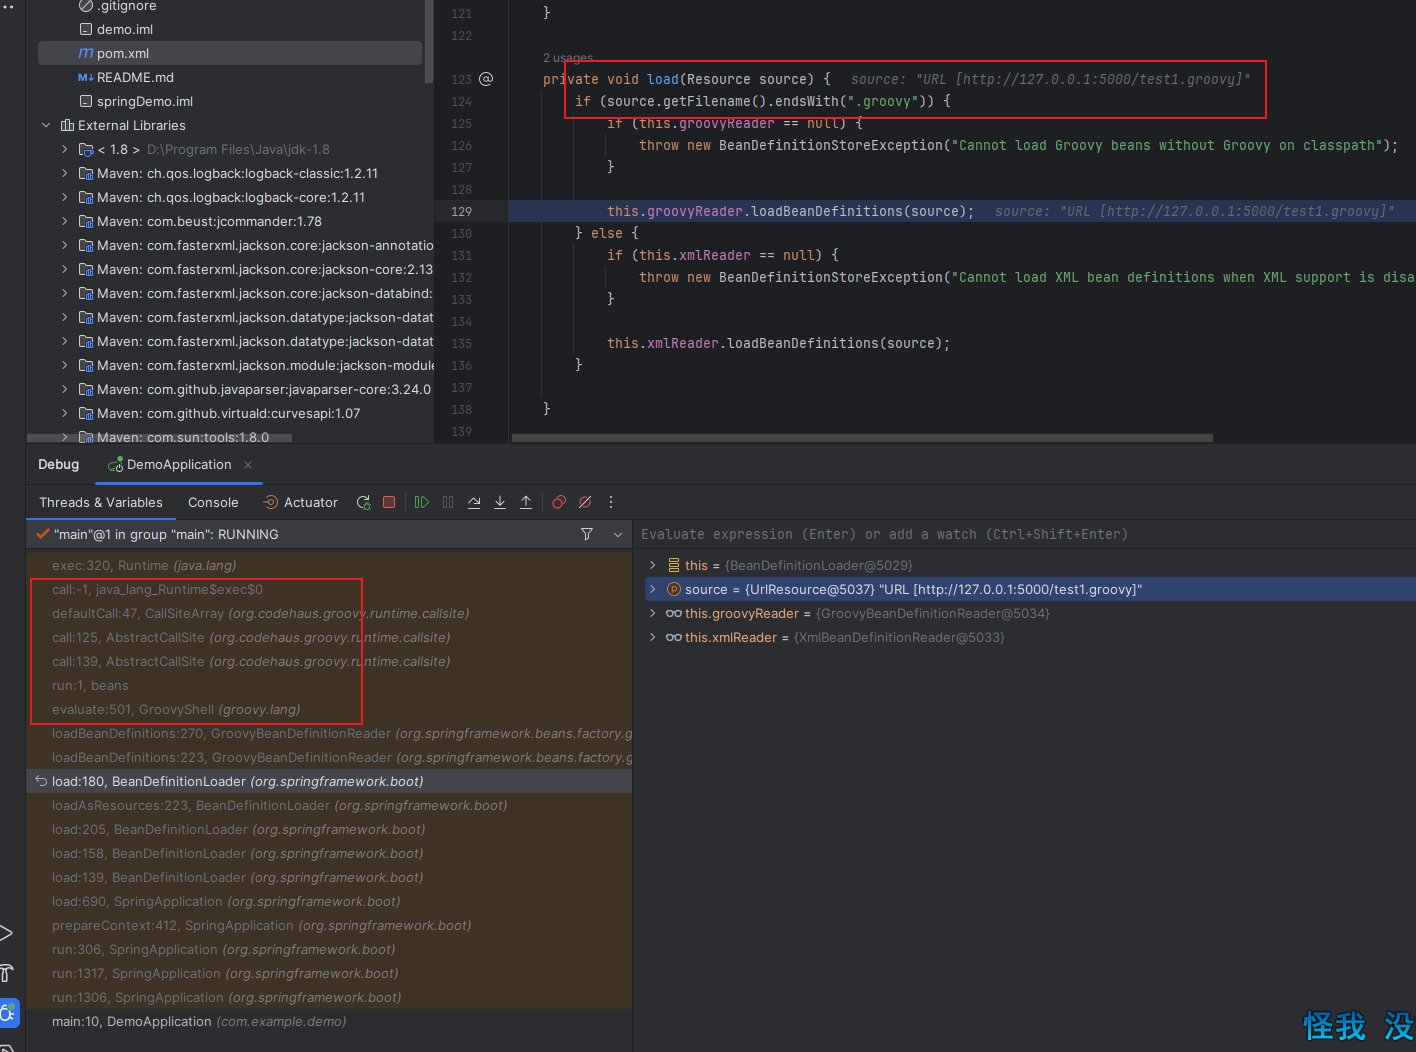 .gitignore
demo.iml
pom.xml
README.md
springDemo.iml
External Libraries
< 1.8 > D:\Program Files\Java\jdk-1.8
Maven: ch.qos.logback:logback-classic:1.2.11
Maven: ch.qos.logback:logback-core:1.2.11
Maven: com.beust:jcommander:1.78
Maven: com.fasterxml.jackson.core:jackson-annotatio
Maven: com.fasterxml.jackson.core:jackson-core:2.13
Maven: com.fasterxml.jackson.core:jackson-databind:
Maven: com.fasterxml.jackson.datatype:jackson-datat
Maven: com.fasterxml.jackson.datatype:jackson-datat
Maven: com.fasterxml.jackson.module:jackson-module
Maven: com.github.javaparser:javaparser-core:3.24.0
Maven: com.github.virtuald:curvesapi:1.07
Maven: com.sun:tools:1.8.0
121 }
122
2 usages
123 @ private void load(Resource source) { source: "URL [http://127.0.0.1:5000/test1.groovy]"
124 if (source.getFilename().endsWith(".groovy")) {
125 if (this.groovyReader == null) {
126 throw new BeanDefinitionStoreException("Cannot load Groovy beans without Groovy on classpath");
127 }
128
129 this.groovyReader.loadBeanDefinitions(source); source: "URL [http://127.0.0.1:5000/test1.groovy]"
130 } else {
131 if (this.xmlReader == null) {
132 throw new BeanDefinitionStoreException("Cannot load XML bean definitions when XML support is disa
133 }
134
135 this.xmlReader.loadBeanDefinitions(source);
136 }
137
138 }
139
Debug DemoApplication
Threads & Variables Console Actuator
"main"@1 in group "main": RUNNING
exec:320, Runtime (java.lang)
call:-1, java_lang_Runtime$exec$0
defaultCall:47, CallSiteArray (org.codehaus.groovy.runtime.callsite)
call:125, AbstractCallSite (org.codehaus.groovy.runtime.callsite)
call:139, AbstractCallSite (org.codehaus.groovy.runtime.callsite)
run:1, beans
evaluate:501, GroovyShell (groovy.lang)
loadBeanDefinitions:270, GroovyBeanDefinitionReader (org.springframework.beans.factory.g
loadBeanDefinitions:223, GroovyBeanDefinitionReader (org.springframework.beans.factory.g
load:180, BeanDefinitionLoader (org.springframework.boot)
loadAsResources:223, BeanDefinitionLoader (org.springframework.boot)
load:205, BeanDefinitionLoader (org.springframework.boot)
load:158, BeanDefinitionLoader (org.springframework.boot)
load:139, BeanDefinitionLoader (org.springframework.boot)
load:690, SpringApplication (org.springframework.boot)
prepareContext:412, SpringApplication (org.springframework.boot)
run:306, SpringApplication (org.springframework.boot)
run:1317, SpringApplication (org.springframework.boot)
run:1306, SpringApplication (org.springframework.boot)
main:10, DemoApplication (com.example.demo)
Evaluate expression (Enter) or add a watch (Ctrl+Shift+Enter)
this = {BeanDefinitionLoader@5029}
source = {UrlResource@5037} "URL [http://127.0.0.1:5000/test1.groovy]"
this.groovyReader = {GroovyBeanDefinitionReader@5034}
this.xmlReader = {XmlBeanDefinitionReader@5033}
怪我 没